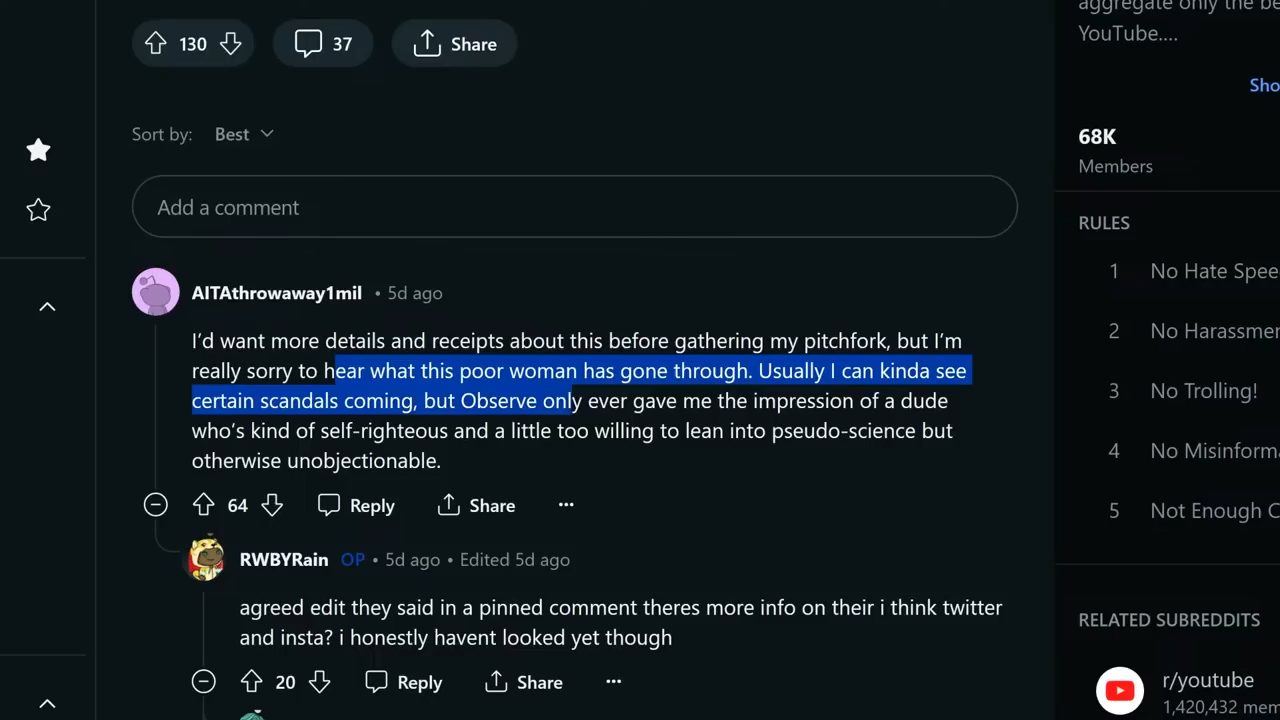 aggregate only the be
YouTube....
130
37
Share
Sho
Sort by: Best
68K
Members
Add a comment
RULES
1 No Hate Spee
2 No Harassmen
3 No Trolling!
4 No Misinforma
5 Not Enough C
AITAthrowaway1mil • 5d ago
I’d want more details and receipts about this before gathering my pitchfork, but I’m
really sorry to hear what this poor woman has gone through. Usually I can kinda see
certain scandals coming, but Observe only ever gave me the impression of a dude
who’s kind of self-righteous and a little too willing to lean into pseudo-science but
otherwise unobjectionable.
64
Reply
Share
RWBYRain OP • 5d ago • Edited 5d ago
agreed edit they said in a pinned comment theres more info on their i think twitter
and insta? i honestly havent looked yet though
20
Reply
Share
RELATED SUBREDDITS
r/youtube
1,420,432 mem